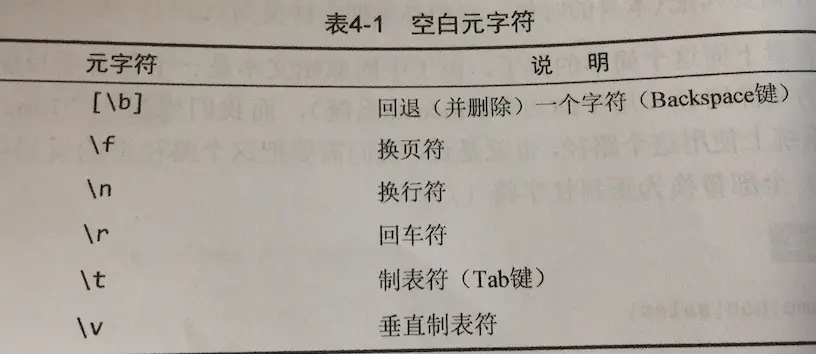 表4-1 空白元字符
元字符 说 明
[\b] 回退（并删除）一个字符（Backspace键）
\f 换页符
\n 换行符
\r 回车符
\t 制表符（Tab键）
\v 垂直制表符